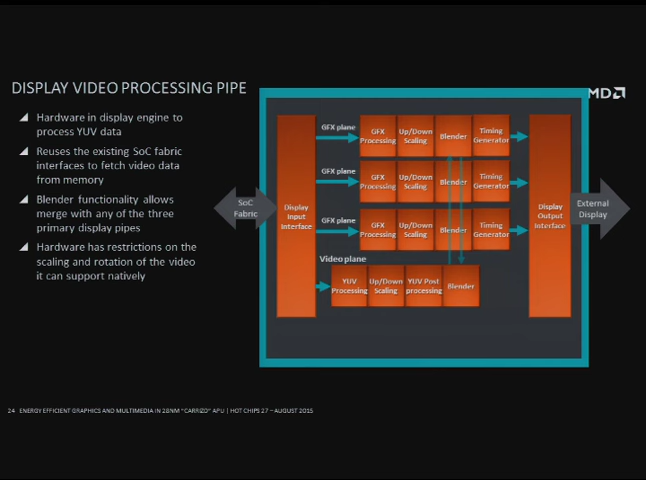 DISPLAY VIDEO PROCESSING PIPE
MD
Hardware in display engine to
process YUV data
Reuses the existing SoC fabric
interfaces to fetch video data
from memory
Blender functionality allows
merge with any of the three
primary display pipes
Hardware has restrictions on the
scaling and rotation of the video
it can support natively
SoC
Fabric
Display
Input
Interface
GFX plane
GFX
Processing
Up/Down
Scaling
Blender
Timing
Generator
GFX plane
GFX
Processing
Up/Down
Scaling
Blender
Timing
Generator
GFX plane
GFX
Processing
Up/Down
Scaling
Blender
Timing
Generator
Video plane
YUV
Processing
Up/Down
Scaling
YUV Post
processing
Blender
Display
Output
Interface
External
Display
24 ENERGY EFFICIENT GRAPHICS AND MULTIMEDIA IN 28NM "CARRIZO" APU | HOT CHIPS 27 – AUGUST 2015